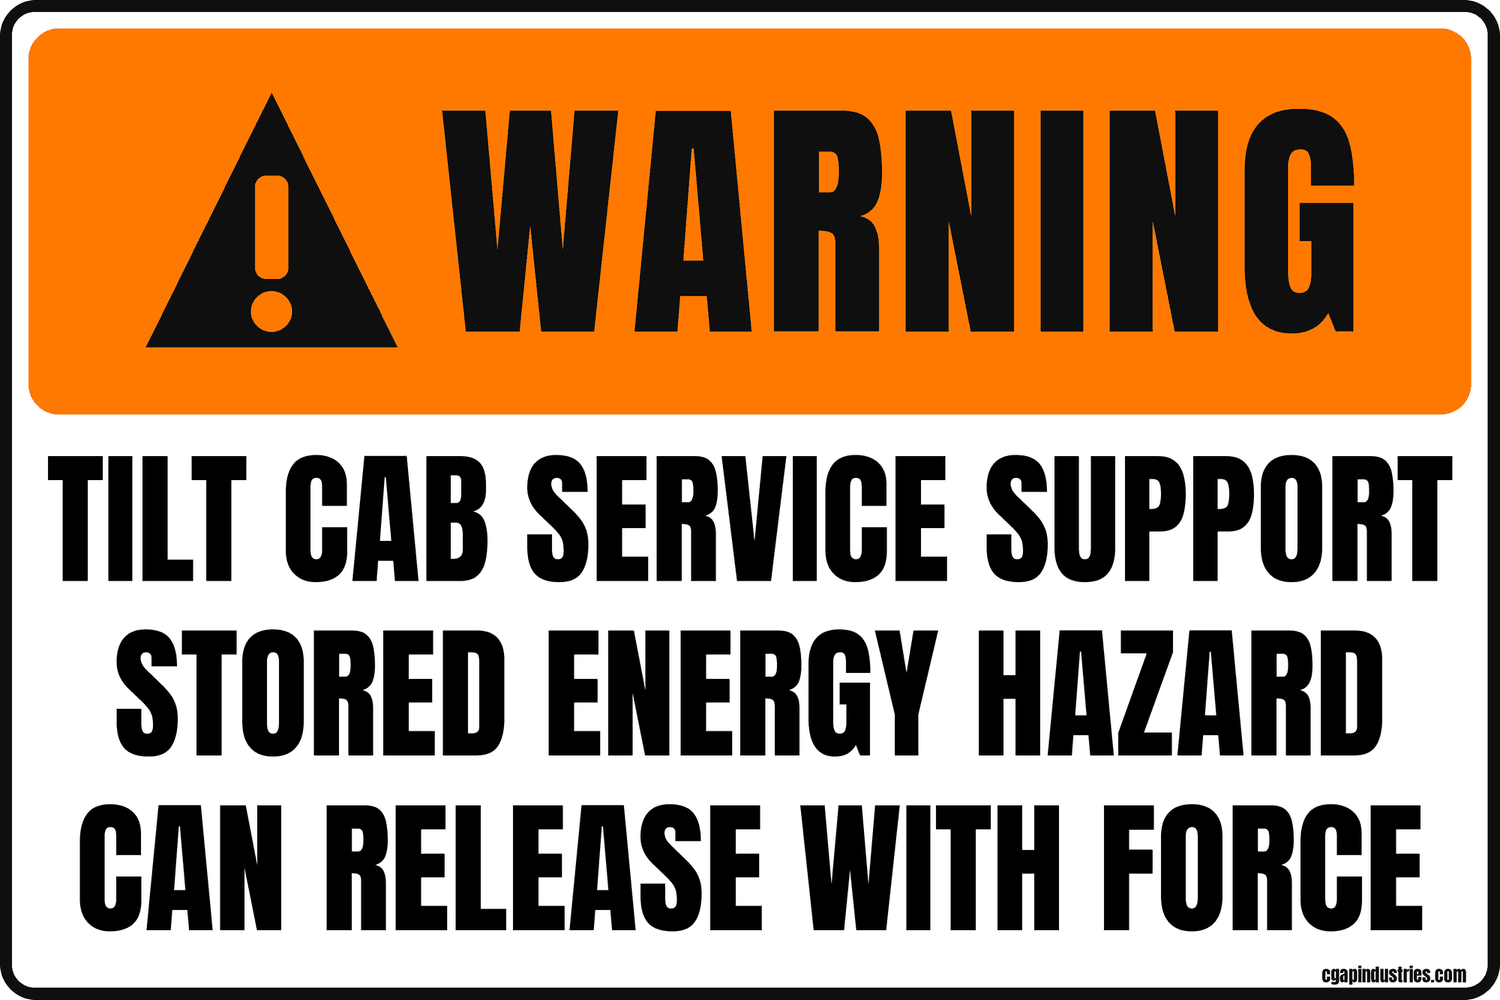 WARNING
TILT CAB SERVICE SUPPORT
STORED ENERGY HAZARD
CAN RELEASE WITH FORCE
cgapindustries.com